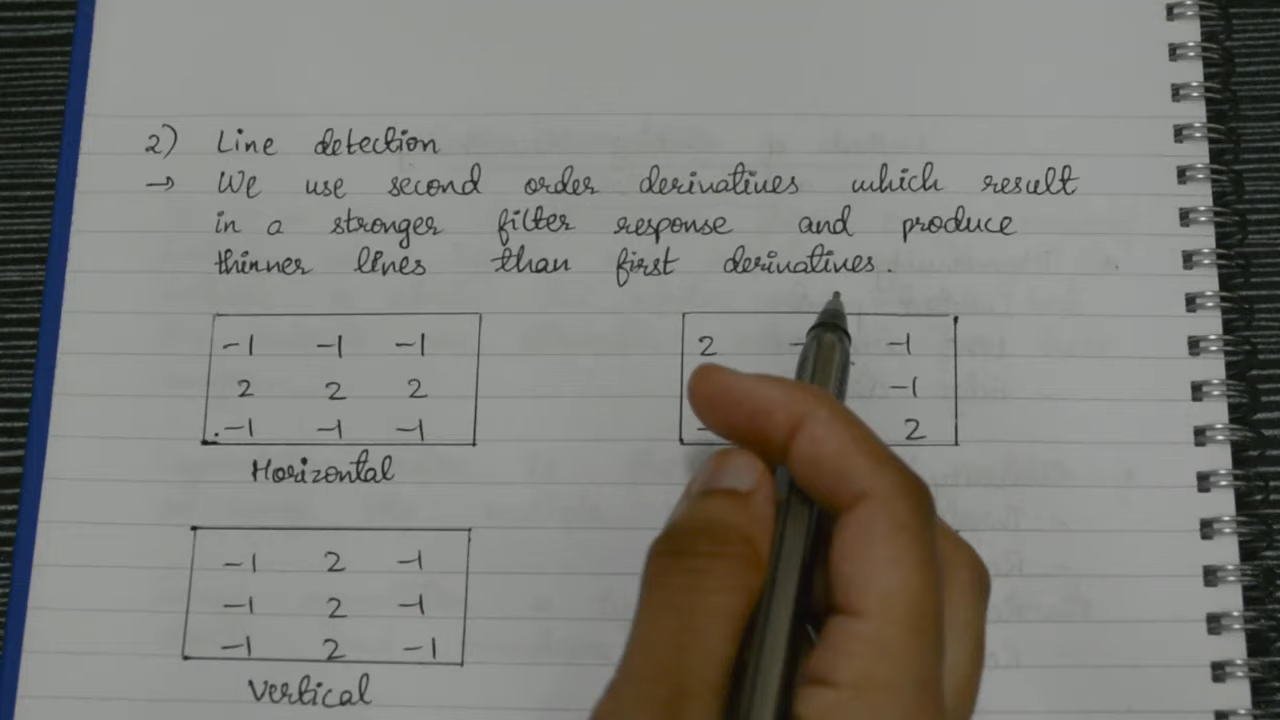 2) Line detection
→ We use second order derivatives which result
in a stronger filter response and produce
thinner lines than first derivatives.
-1 -1 -1
2 2 2
-1 -1 -1
Horizontal
2 - -1
-1
- 2
-1 2 -1
-1 2 -1
-1 2 -1
Vertical